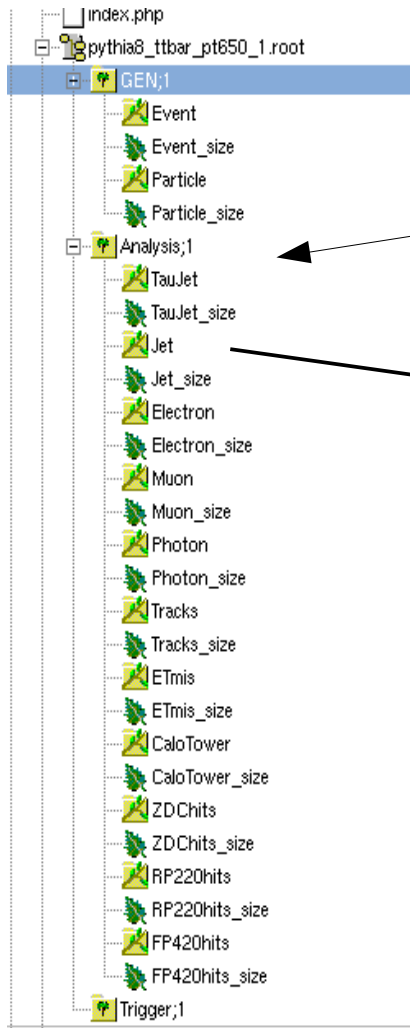 index.php
pythia8_ttbar_pt650_1.root
GEN;1
Event
Event_size
Particle
Particle_size
Analysis;1
TauJet
TauJet_size
Jet
Jet_size
Electron
Electron_size
Muon
Muon_size
Photon
Photon_size
Tracks
Tracks_size
ETmis
ETmis_size
CaloTower
CaloTower_size
ZDChits
ZDChits_size
RP220hits
RP220hits_size
FP420hits
FP420hits_size
Trigger;1